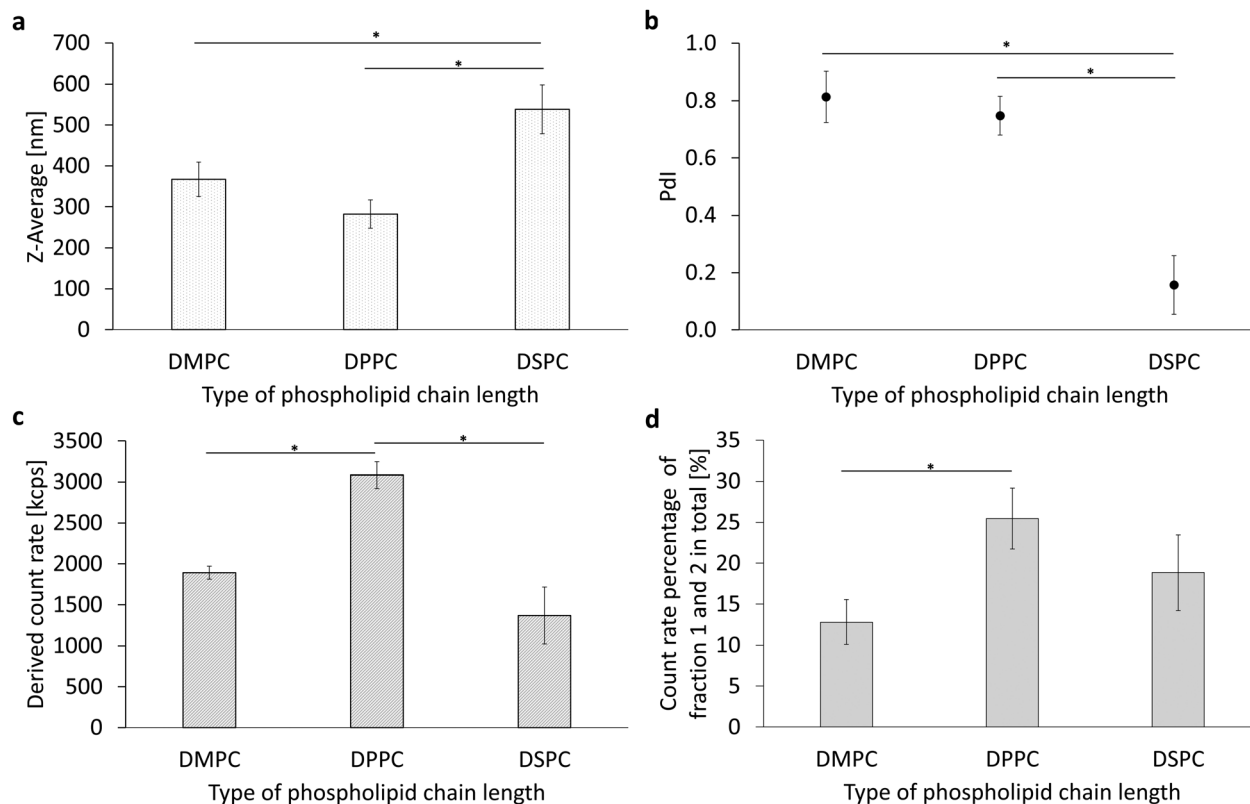 a
Z-Average [nm]
700
600
500
400
300
200
100
0
*
*
DMPC DPPC DSPC
Type of phospholipid chain length
b
PdI
1.0
0.8
0.6
0.4
0.2
0.0
*
*
DMPC DPPC DSPC
Type of phospholipid chain length
c
Derived count rate [kcps]
3500
3000
2500
2000
1500
1000
500
0
*
*
DMPC DPPC DSPC
Type of phospholipid chain length
d
Count rate percentage of
fraction 1 and 2 in total [%]
35
30
25
20
15
10
5
0
*
DMPC DPPC DSPC
Type of phospholipid chain length